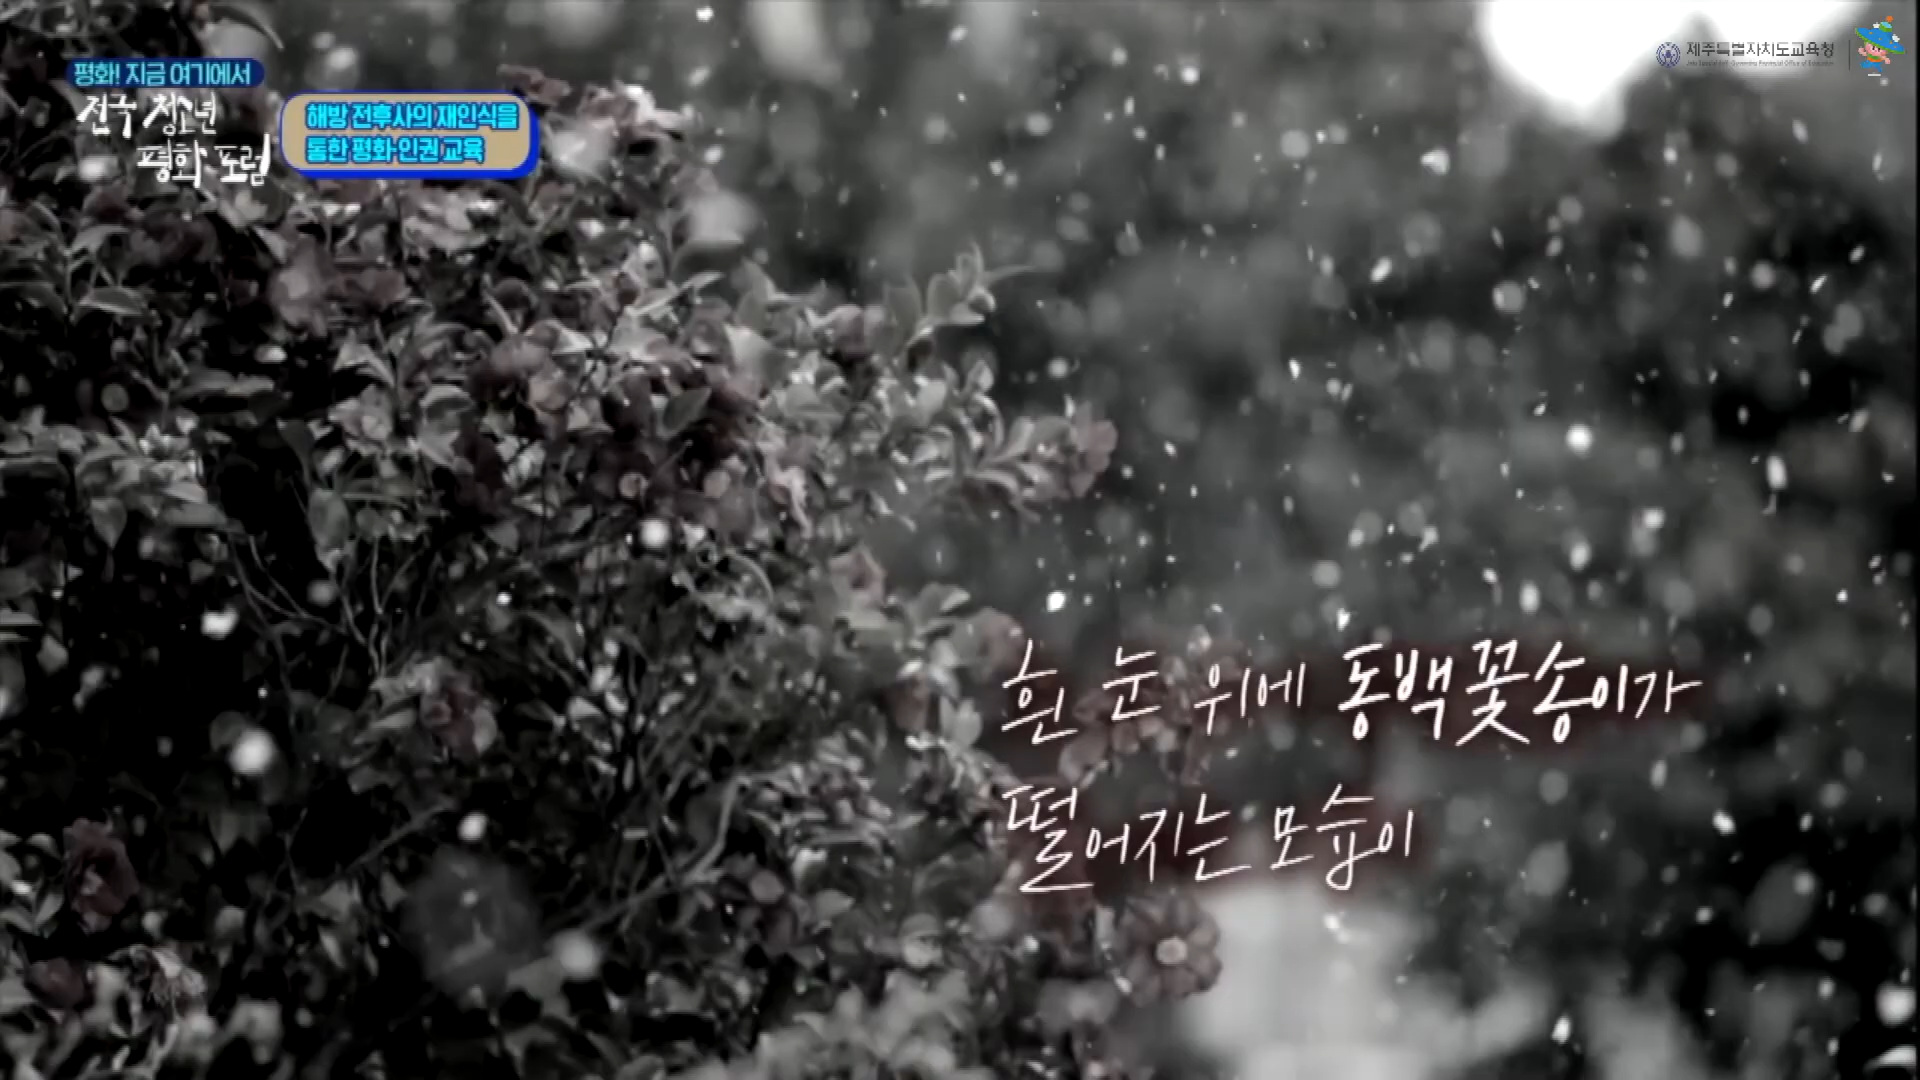 평화! 지금 여기에서
전국 청소년
평화 포럼
해방 전후사의 재인식을
통한 평화·인권 교육
제주특별자치도교육청
흰 눈 위에 동백꽃송이가
떨어지는 모습이